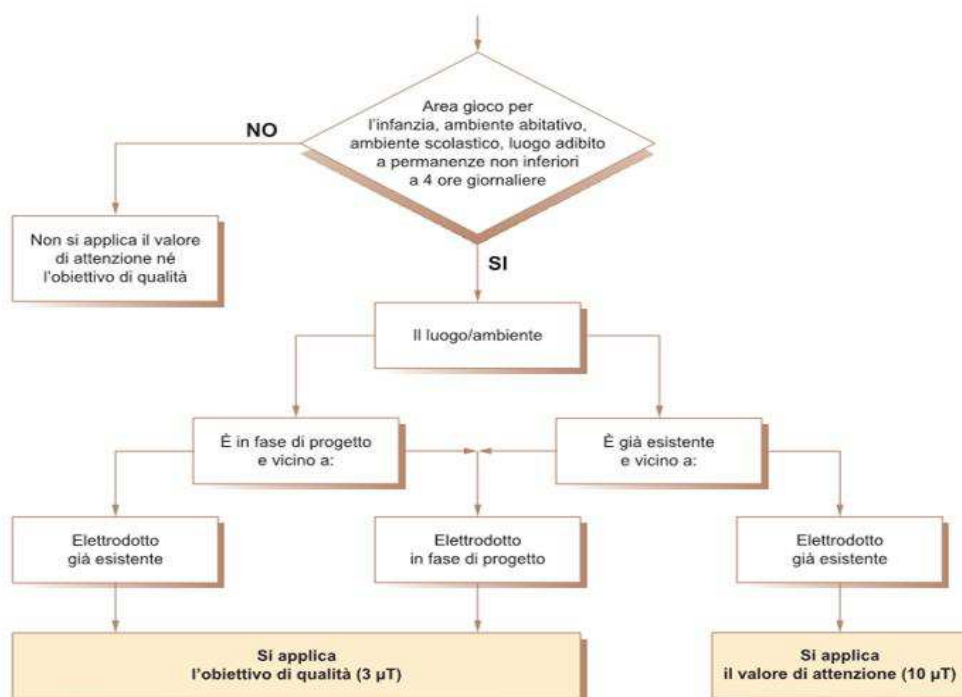 Area gioco per
l'infanzia, ambiente abitativo,
ambiente scolastico, luogo adibito
a permanenze non inferiori
a 4 ore giornaliere
NO
Non si applica il valore
di attenzione né
l'obiettivo di qualità
SI
Il luogo/ambiente
È in fase di progetto
e vicino a:
È già esistente
e vicino a:
Elettrodotto
già esistente
Elettrodotto
in fase di progetto
Elettrodotto
già esistente
Si applica
l'obiettivo di qualità (3 µT)
Si applica
il valore di attenzione (10 µT)